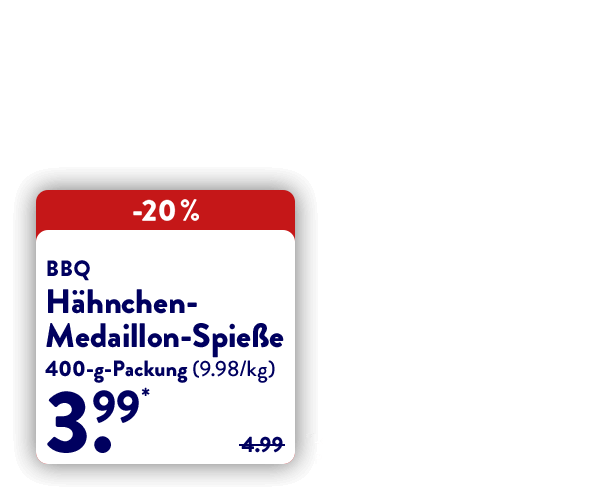 -20 %
BBQ
Hähnchen-
Medaillon-Spieße
400-g-Packung (9.98/kg)
3.99*
4.99